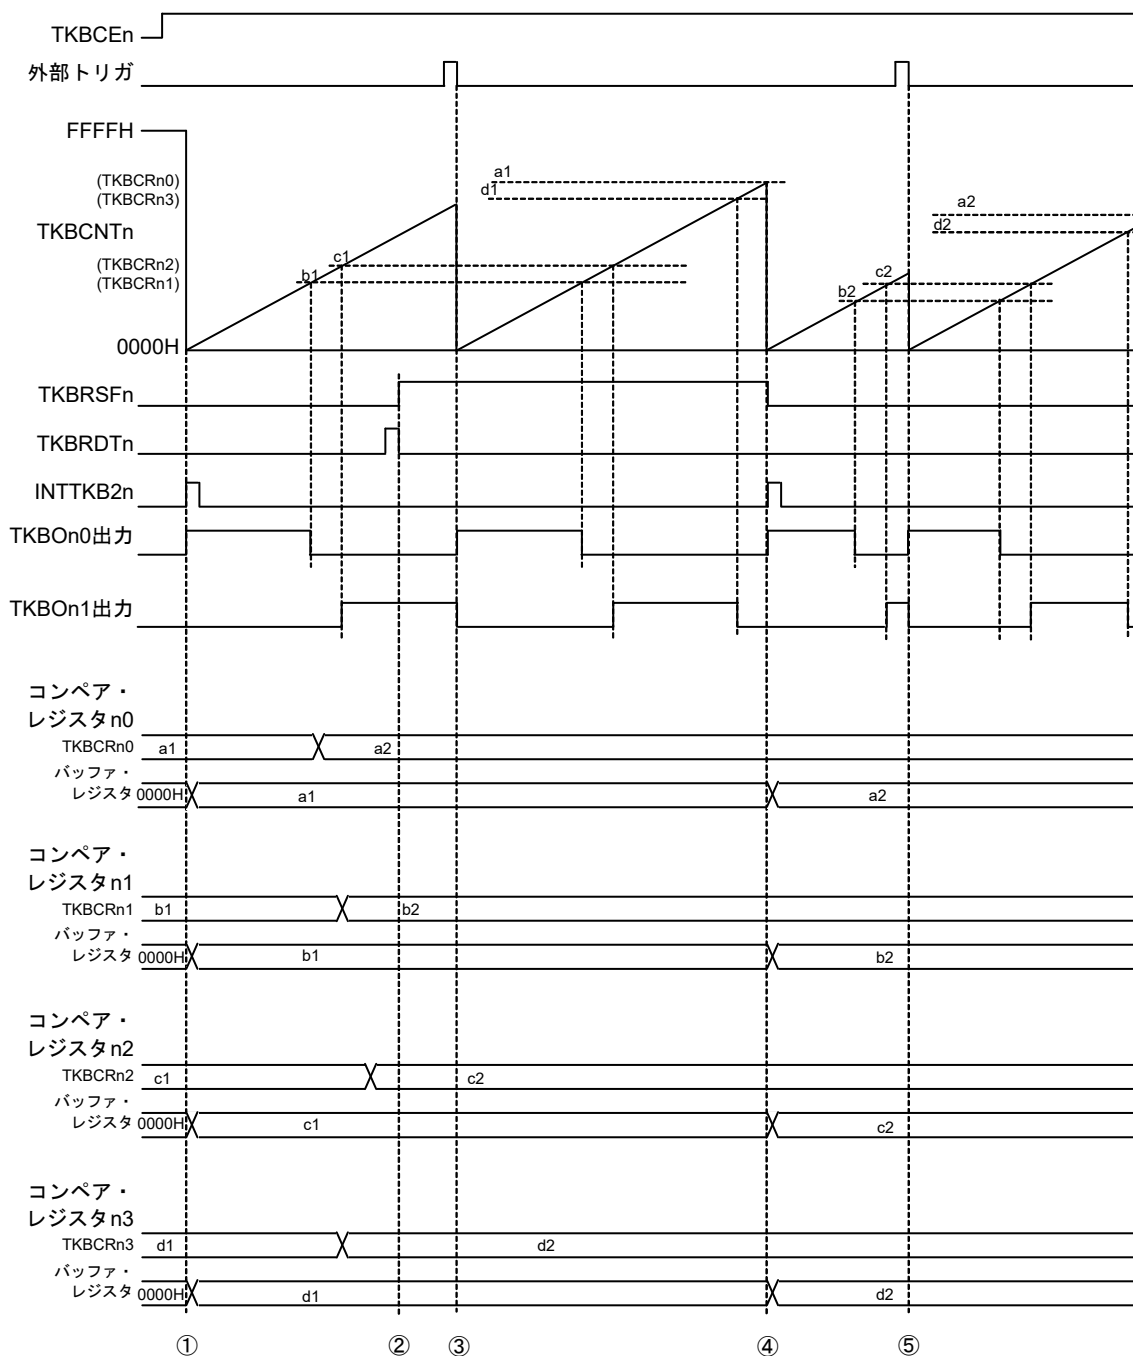 TKBCEn
外部トリガ
FFFFH
(TKBCRn0)
a1
(TKBCRn3)
d1
a2
TKBCNTn
d2
(TKBCRn2)
c1
(TKBCRn1)
b1
c2
b2
0000H
TKBRSFn
TKBRDTn
INTTKB2n
TKBOn0出力
TKBOn1出力
コンペア・
レジスタn0
TKBCRn0 a1 a2
バッファ・
レジスタ 0000H a1 a2
コンペア・
レジスタn1
TKBCRn1 b1 b2
バッファ・
レジスタ 0000H b1 b2
コンペア・
レジスタn2
TKBCRn2 c1 c2
バッファ・
レジスタ 0000H c1 c2
コンペア・
レジスタn3
TKBCRn3 d1 d2
バッファ・
レジスタ 0000H d1 d2
① ② ③ ④ ⑤